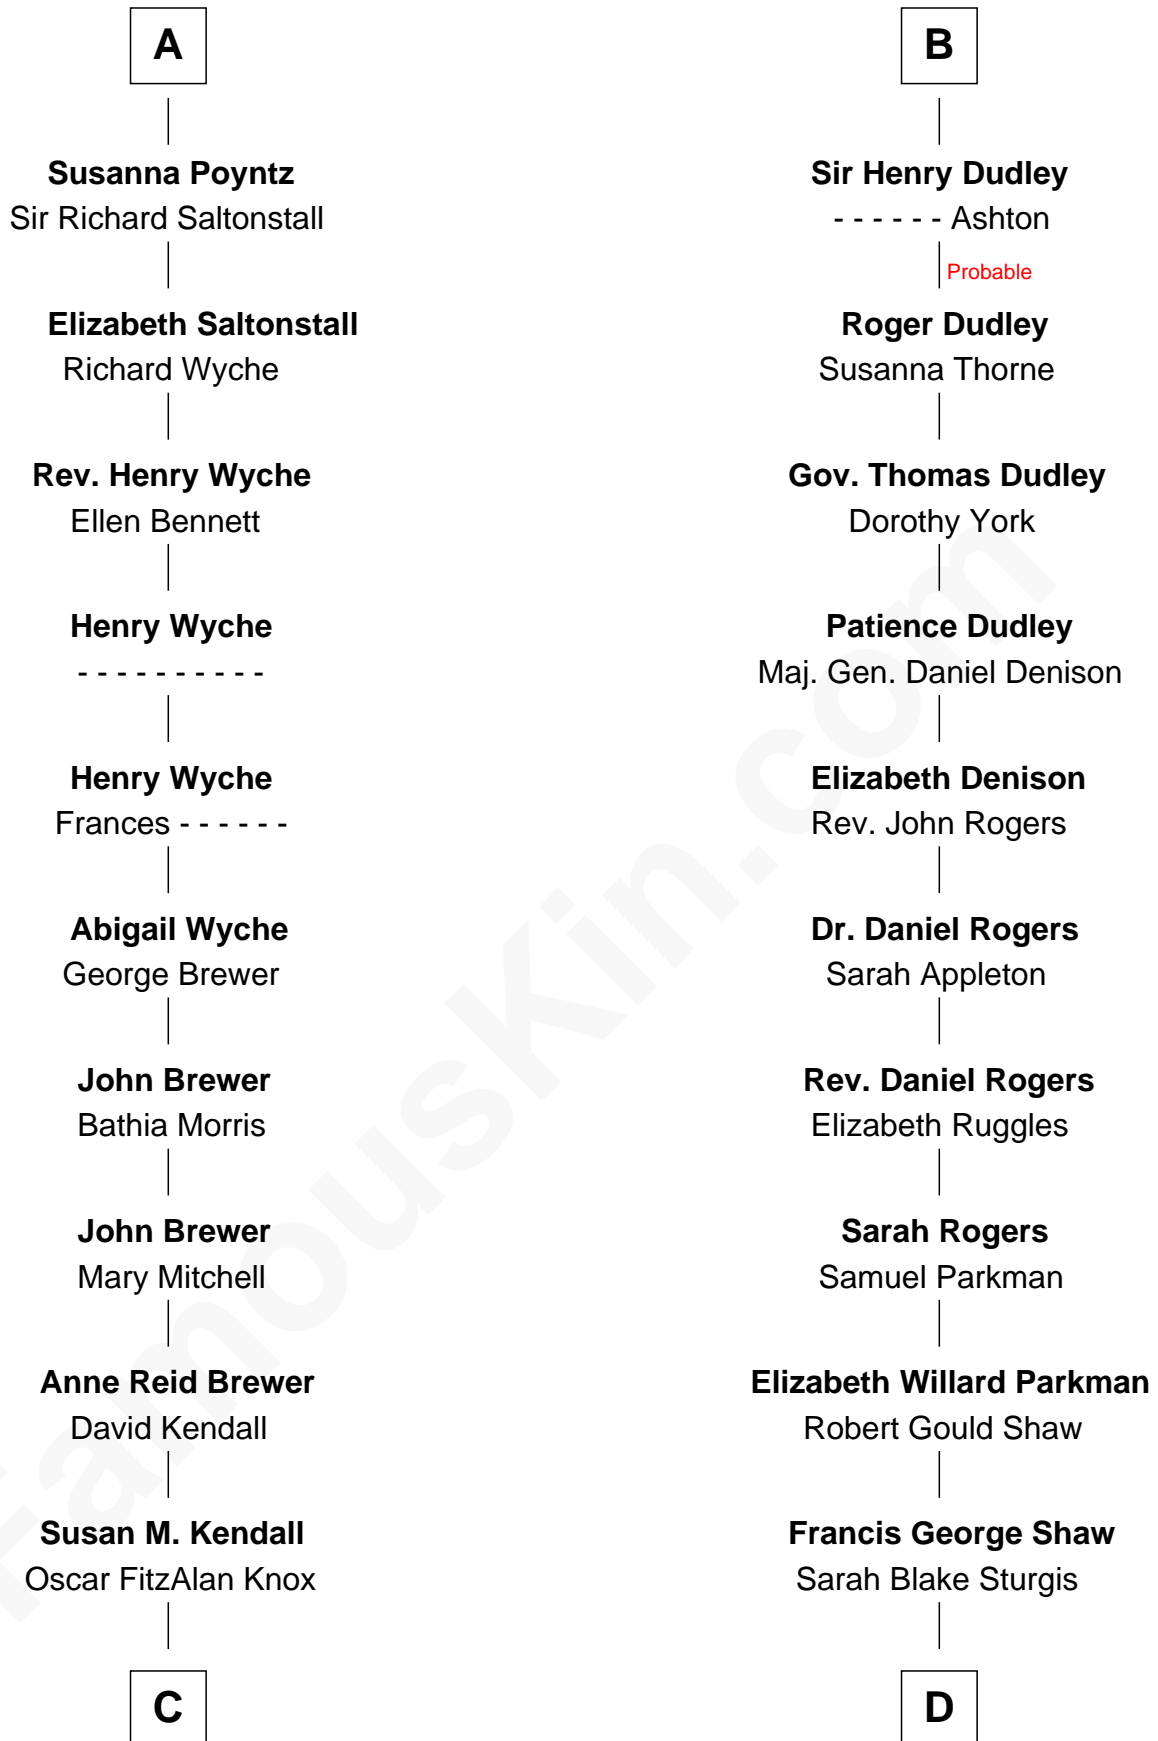 A
Susanna Poyntz
Sir Richard Saltonstall
Elizabeth Saltonstall
Richard Wyche
Rev. Henry Wyche
Ellen Bennett
Henry Wyche
- - - - - - - - - -
Henry Wyche
Frances - - - - - -
Abigail Wyche
George Brewer
John Brewer
Bathia Morris
John Brewer
Mary Mitchell
Anne Reid Brewer
David Kendall
Susan M. Kendall
Oscar FitzAlan Knox
C
B
Sir Henry Dudley
- - - - - - Ashton
Probable
Roger Dudley
Susanna Thorne
Gov. Thomas Dudley
Dorothy York
Patience Dudley
Maj. Gen. Daniel Denison
Elizabeth Denison
Rev. John Rogers
Dr. Daniel Rogers
Sarah Appleton
Rev. Daniel Rogers
Elizabeth Ruggles
Sarah Rogers
Samuel Parkman
Elizabeth Willard Parkman
Robert Gould Shaw
Francis George Shaw
Sarah Blake Sturgis
D
FamousKin.com